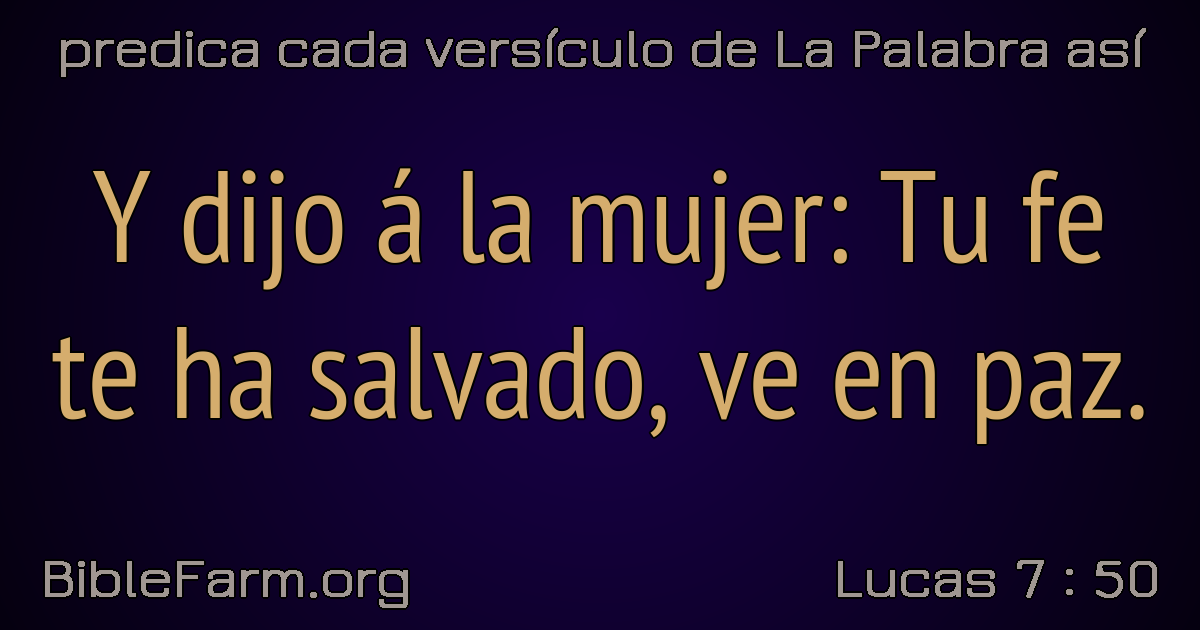 predica cada versículo de La Palabra así
Y dijo á la mujer: Tu fe
te ha salvado, ve en paz.
BibleFarm.org
Lucas 7 : 50